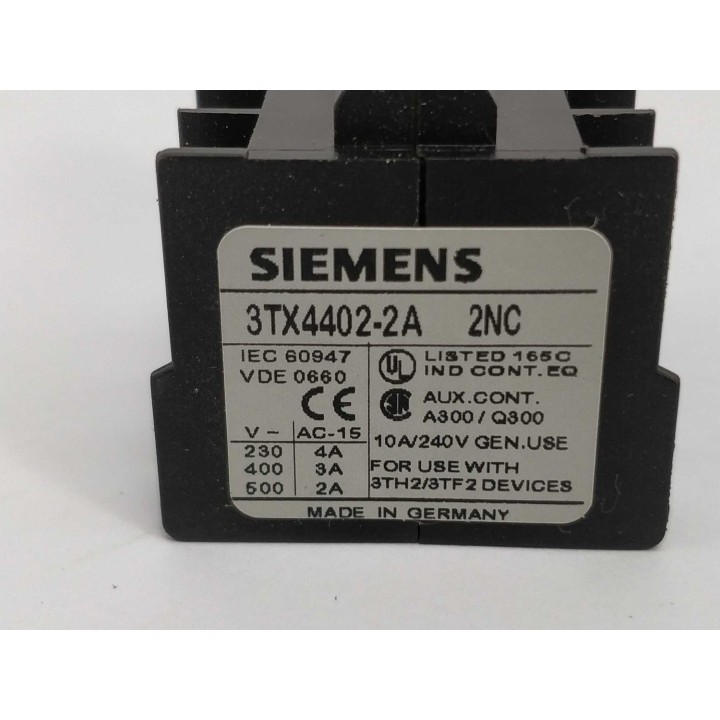 SIEMENS
3TX4402-2A 2NC
IEC 60947
VDE 0660
CE
V~ AC-15
230 4A
400 3A
500 2A
UL LISTED 165C
IND CONT. EQ
AUX. CONT.
A300 / Q300
10A/240V GEN.USE
FOR USE WITH
3TH2/3TF2 DEVICES
MADE IN GERMANY